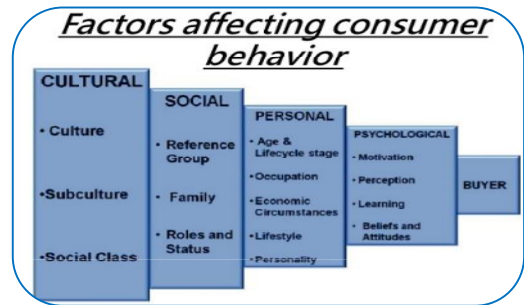 Factors affecting consumer
behavior
CULTURAL
• Culture
•Subculture
•Social Class
SOCIAL
• Reference
Group
• Family
• Roles and
Status
PERSONAL
• Age &
Lifecycle stage
•Occupation
•Economic
Circumstances
•Lifestyle
•Personality
PSYCHOLOGICAL
•Motivation
•Perception
•Learning
• Beliefs and
Attitudes
BUYER